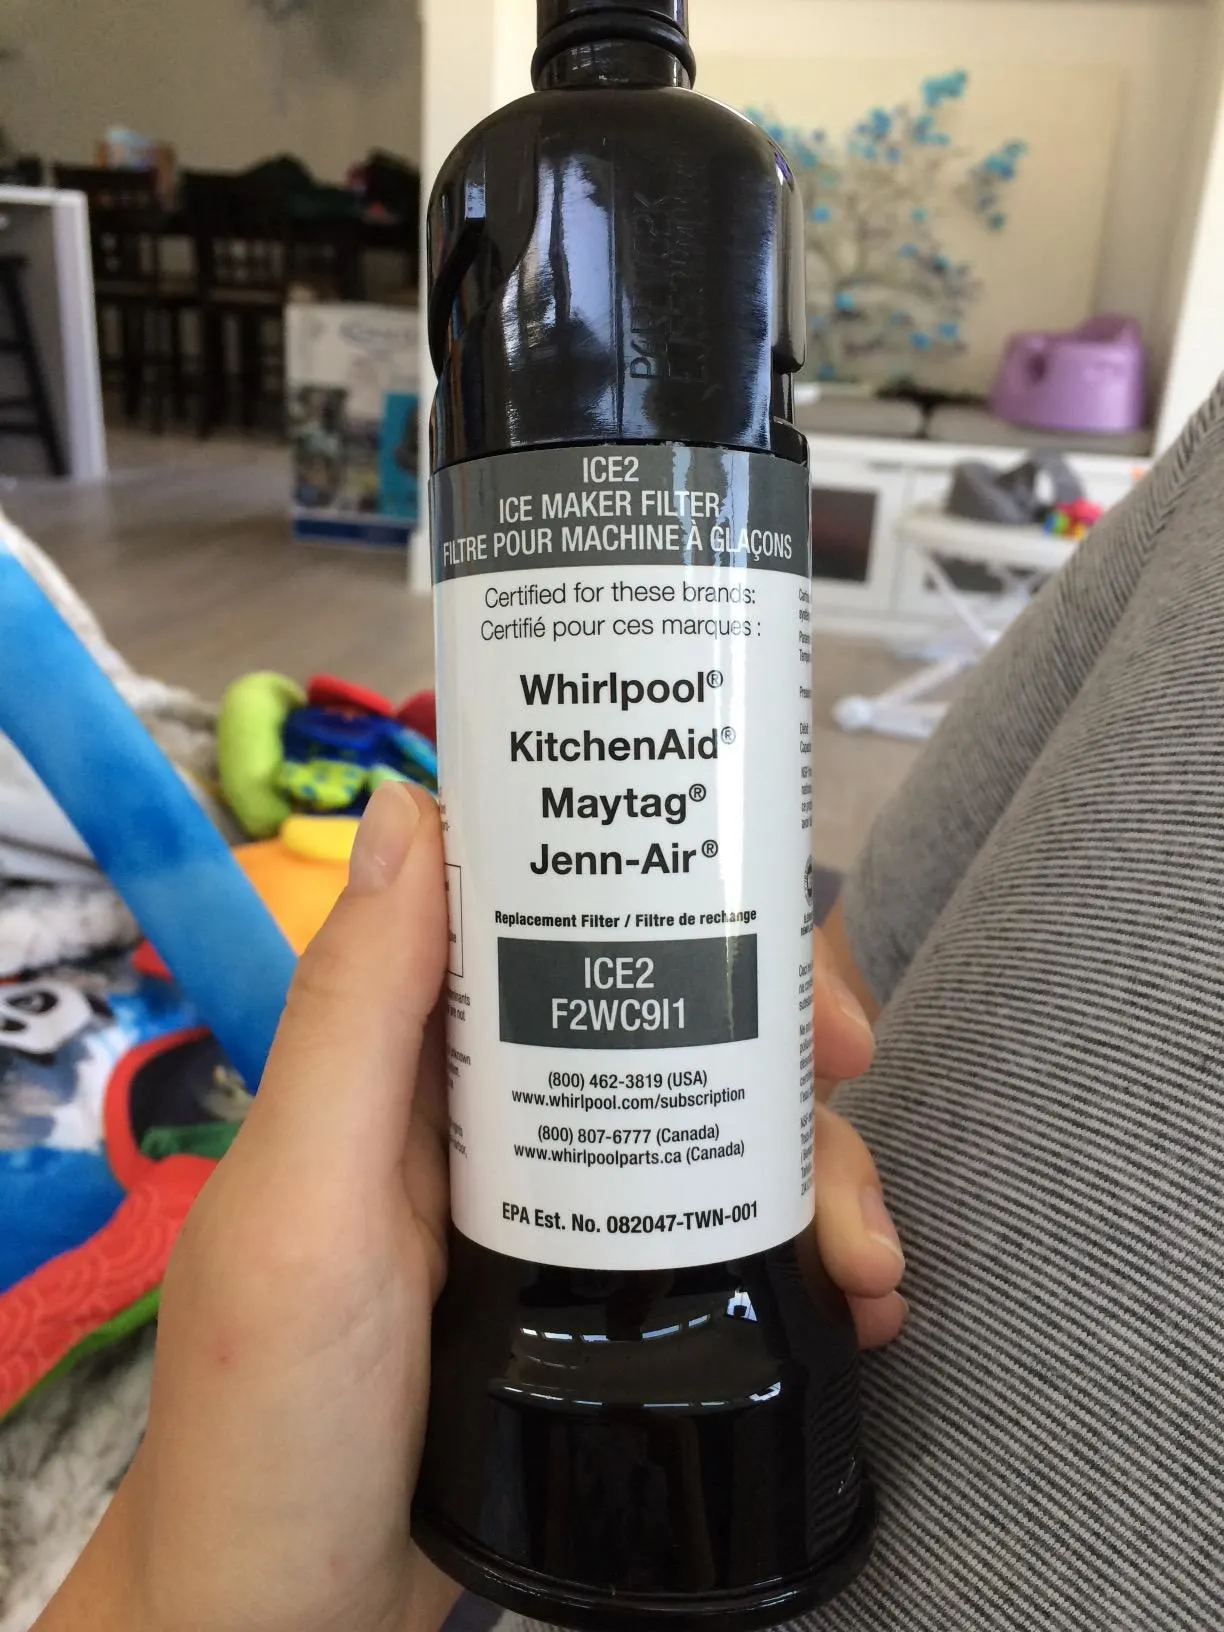 ICE2
ICE MAKER FILTER
FILTRE POUR MACHINE À GLAÇONS
Certified for these brands:
Certifié pour ces marques :
Whirlpool®
KitchenAid®
Maytag®
Jenn-Air®
Replacement Filter / Filtre de rechange
ICE2
F2WC9I1
(800) 462-3819 (USA)
www.whirlpool.com/subscription
(800) 807-6777 (Canada)
www.whirlpoolparts.ca (Canada)
EPA Est. No. 082047-TWN-001